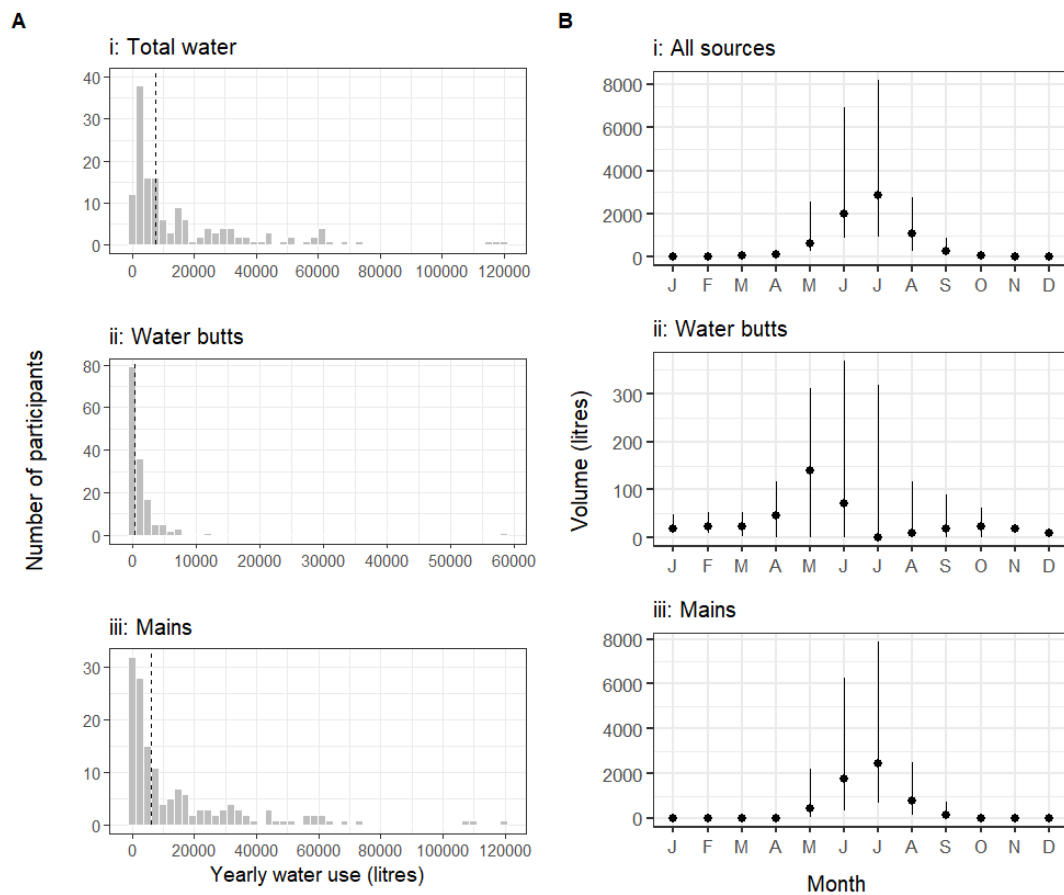 A
i: Total water
40
30
20
10
0
0 20000 40000 60000 80000 100000 120000
ii: Water butts
80
60
40
20
0
0 10000 20000 30000 40000 50000 60000
iii: Mains
30
20
10
0
0 20000 40000 60000 80000 100000 120000
Number of participants
Yearly water use (litres)
B
i: All sources
8000
6000
4000
2000
0
J F M A M J J A S O N D
ii: Water butts
300
200
100
0
J F M A M J J A S O N D
iii: Mains
8000
6000
4000
2000
0
J F M A M J J A S O N D
Volume (litres)
Month